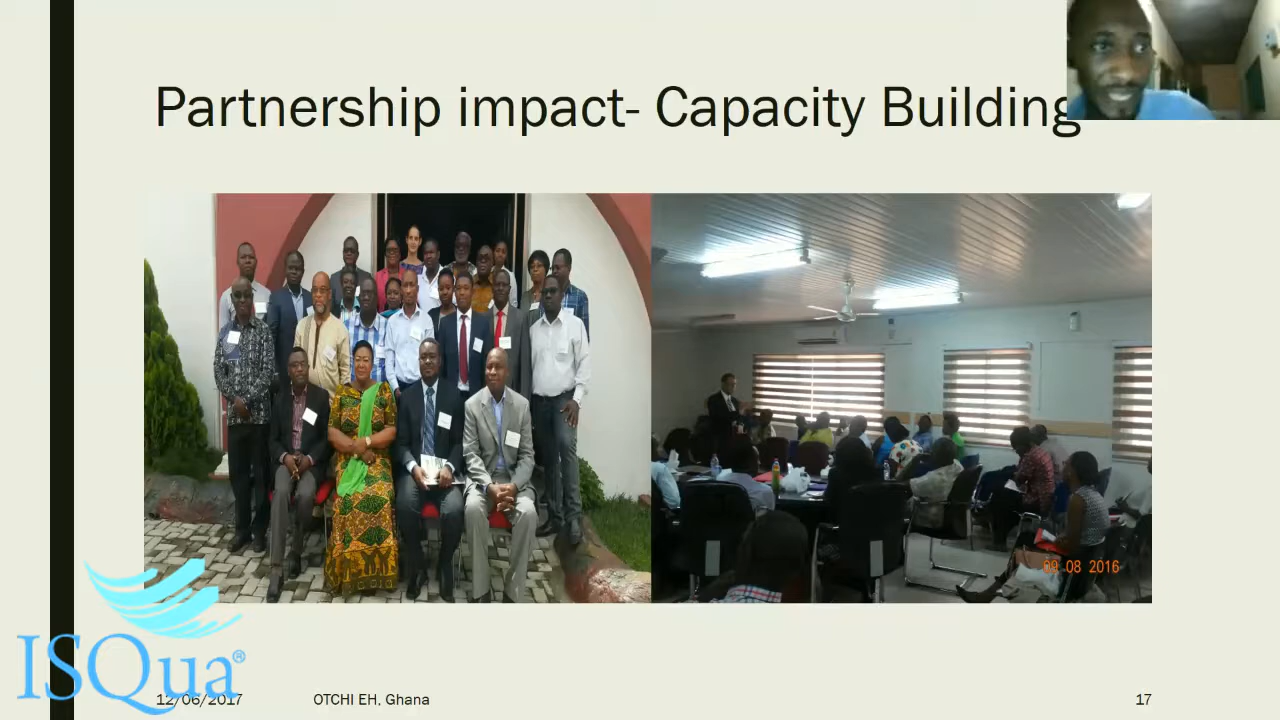 Partnership impact- Capacity Building
09 08 2016
ISQua®
12/06/2017
OTCHI EH, Ghana
17